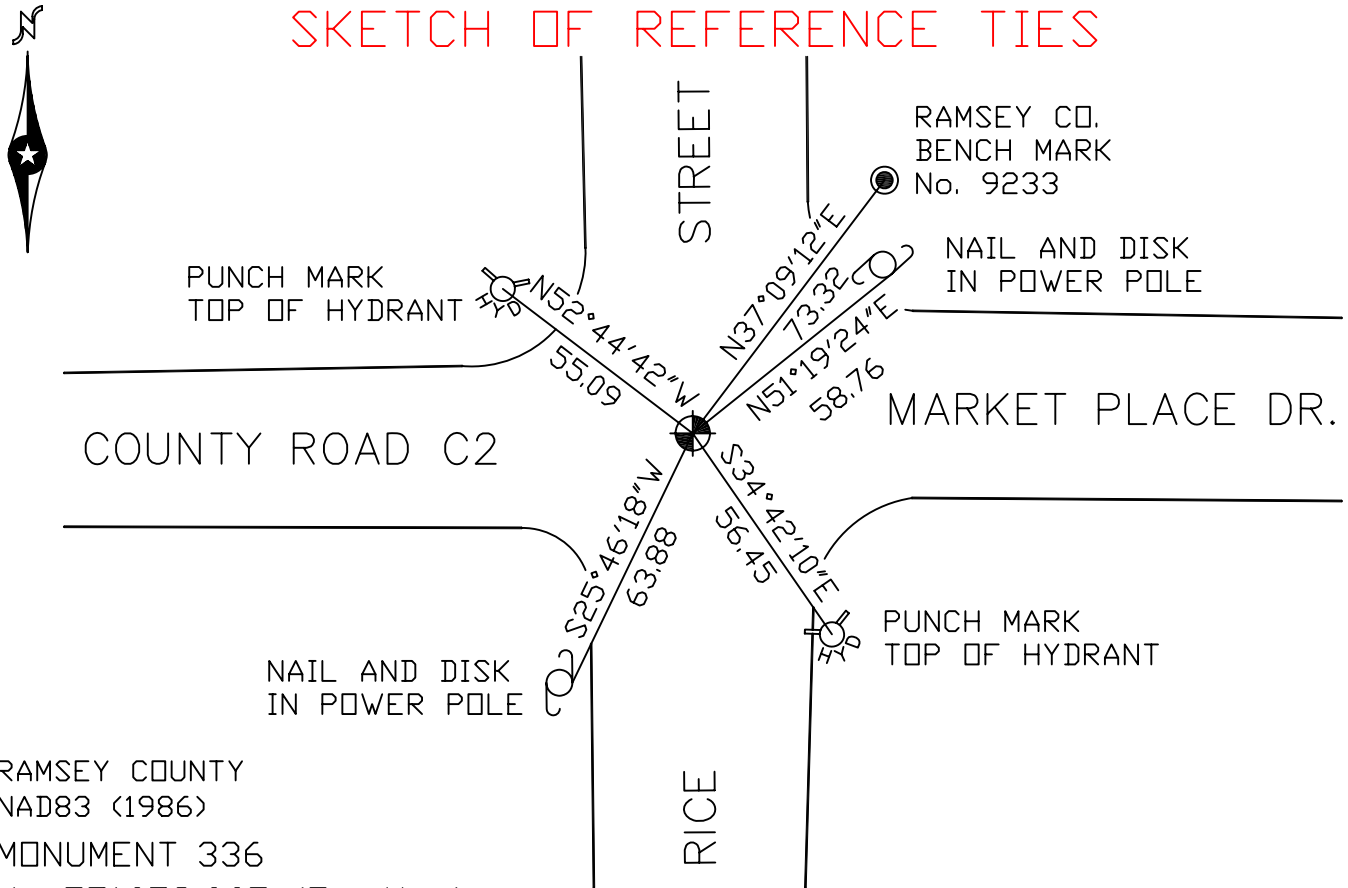 N
SKETCH OF REFERENCE TIES
STREET
RAMSEY CO.
BENCH MARK
No. 9233
NAIL AND DISK
IN POWER POLE
PUNCH MARK
TOP OF HYDRANT
HYD
N52°44'42"W
55.09
N37°09'12"E
73.32
N51°19'24"E
58.76
COUNTY ROAD C2
MARKET PLACE DR.
S25°46'18"W
63.88
S34°42'10"E
56.45
HYD
PUNCH MARK
TOP OF HYDRANT
NAIL AND DISK
IN POWER POLE
RICE
RAMSEY COUNTY
NAD83 (1986)
MONUMENT 336